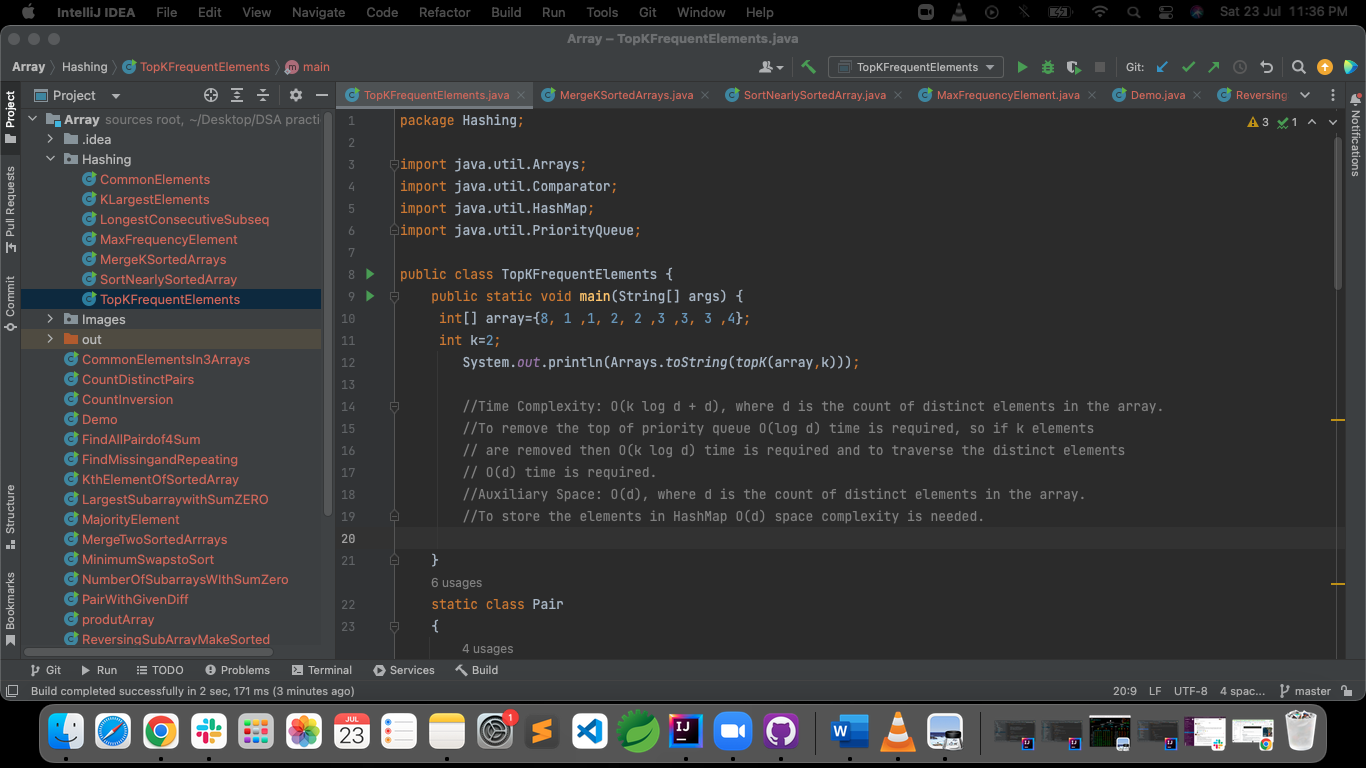 IntelliJ IDEA File Edit View Navigate Code Refactor Build Run Tools Git Window Help Sat 23 Jul 11:36 PM
Array – TopKFrequentElements.java
Array Hashing TopKFrequentElements main TopKFrequentElements Git:
Project TopKFrequentElements.java MergeKSortedArrays.java SortNearlySortedArray.java MaxFrequencyElement.java Demo.java Reversing
Project
Pull Requests
Commit
Structure
Bookmarks
Notifications
Array sources root, ~/Desktop/DSA practi
.idea
Hashing
CommonElements
KLargestElements
LongestConsecutiveSubseq
MaxFrequencyElement
MergeKSortedArrays
SortNearlySortedArray
TopKFrequentElements
Images
out
CommonElementsIn3Arrays
CountDistinctPairs
CountInversion
Demo
FindAllPairdof4Sum
FindMissingandRepeating
KthElementOfSortedArray
LargestSubarraywithSumZERO
MajorityElement
MergeTwoSortedArrrays
MinimumSwapstoSort
NumberOfSubarraysWIthSumZero
PairWithGivenDiff
produtArray
ReversingSubArrayMakeSorted
3 1
1 package Hashing;
2
3 import java.util.Arrays;
4 import java.util.Comparator;
5 import java.util.HashMap;
6 import java.util.PriorityQueue;
7
8 public class TopKFrequentElements {
9 public static void main(String[] args) {
10 int[] array={8, 1 ,1, 2, 2 ,3 ,3, 3 ,4};
11 int k=2;
12 System.out.println(Arrays.toString(topK(array,k)));
13
14 //Time Complexity: O(k log d + d), where d is the count of distinct elements in the array.
15 //To remove the top of priority queue O(log d) time is required, so if k elements
16 // are removed then O(k log d) time is required and to traverse the distinct elements
17 // O(d) time is required.
18 //Auxiliary Space: O(d), where d is the count of distinct elements in the array.
19 //To store the elements in HashMap O(d) space complexity is needed.
20
21 }
6 usages
22 static class Pair
23 {
4 usages
Git Run TODO Problems Terminal Services Build
Build completed successfully in 2 sec, 171 ms (3 minutes ago) 20:9 LF UTF-8 4 spac... master
JUL
23
1